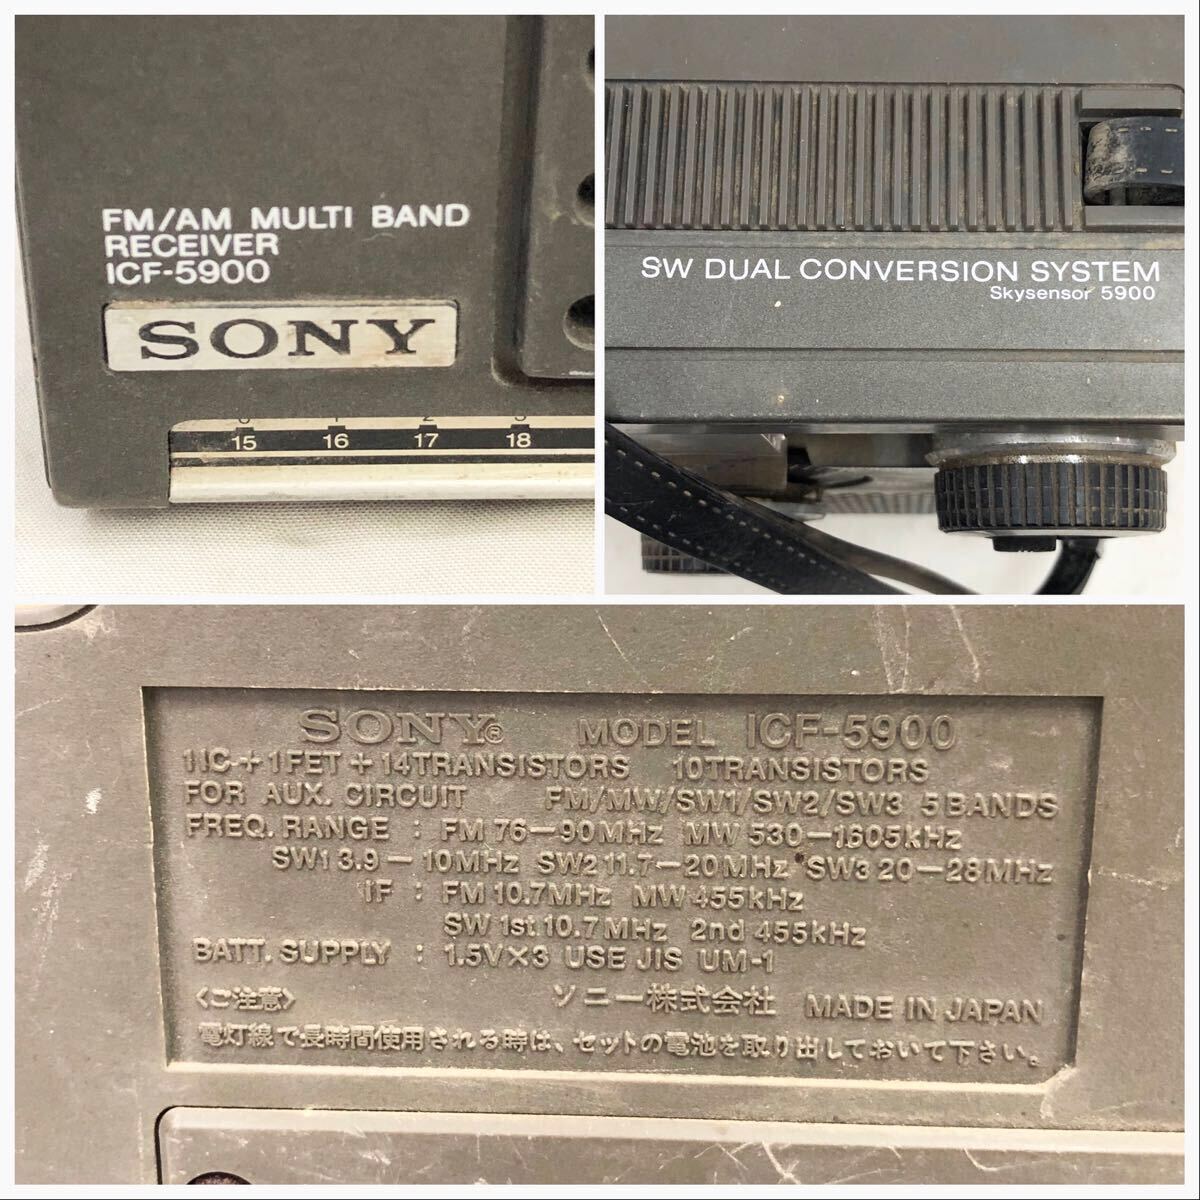 FM/AM MULTI BAND
RECEIVER
ICF-5900
SONY
15 16 17 18
SW DUAL CONVERSION SYSTEM
Skysensor 5900
SONY® MODEL ICF-5900
1IC+1FET+14TRANSISTORS 10TRANSISTORS
FOR AUX. CIRCUIT FM/MW/SW1/SW2/SW3 5BANDS
FREQ. RANGE : FM 76-90MHz MW 530-1605kHz
SW1 3.9-10MHz SW2 11.7-20MHz SW3 20-28MHz
IF : FM 10.7MHz MW 455kHz
SW 1st 10.7MHz 2nd 455kHz
BATT. SUPPLY : 1.5V×3 USE JIS UM-1
〈ご注意〉 ソニー株式会社 MADE IN JAPAN
電灯線で長時間使用される時は、セットの電池を取り出しておいて下さい。